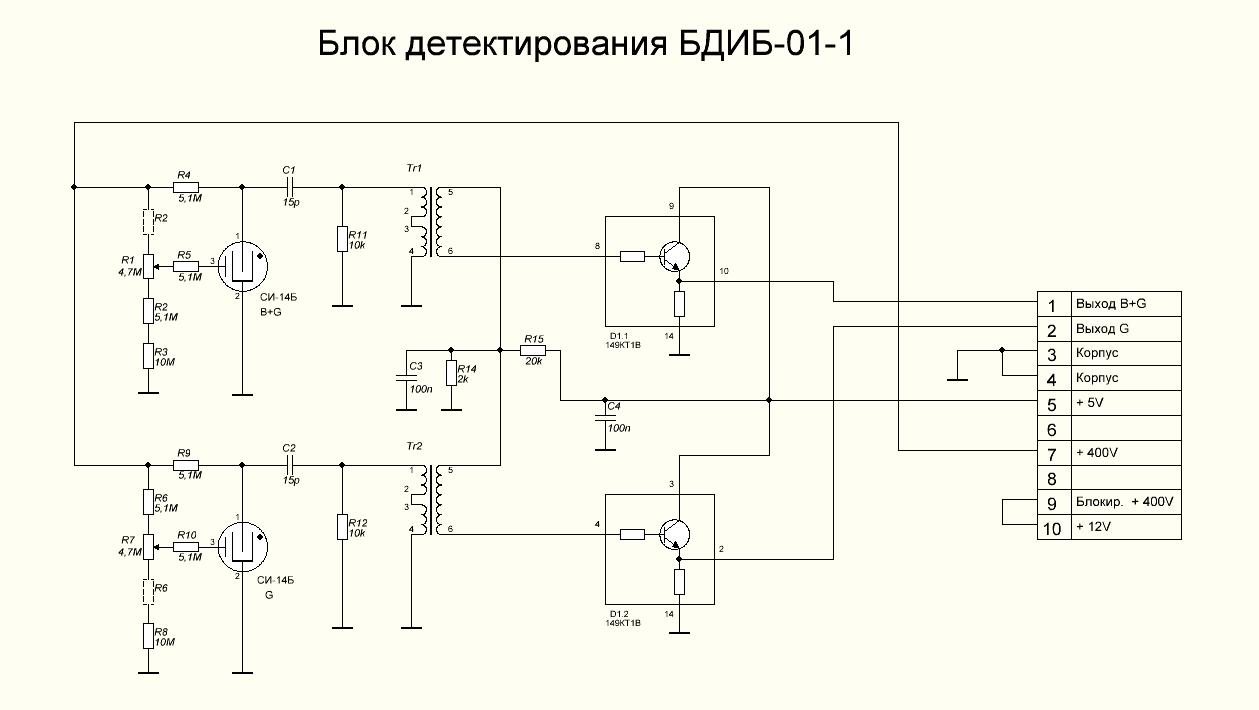 Блок детектирования БДИБ-01-1
R4
5,1M
C1
15p
Tr1
1
2
3
4
5
6
R2
R1
4,7M
R5
5,1M
1
3
2
СИ-14Б
B+G
R11
10k
R2
5,1M
R3
10M
8
9
10
14
D1.1
149КТ1В
C3
100n
R14
2k
R15
20k
C4
100n
R9
5,1M
C2
15p
Tr2
1
2
3
4
5
6
R6
5,1M
R7
4,7M
R10
5,1M
1
3
2
СИ-14Б
G
R12
10k
R6
R8
10M
4
3
2
14
D1.2
149КТ1В
1 Выход B+G
2 Выход G
3 Корпус
4 Корпус
5 + 5V
6
7 + 400V
8
9 Блокир. + 400V
10 + 12V